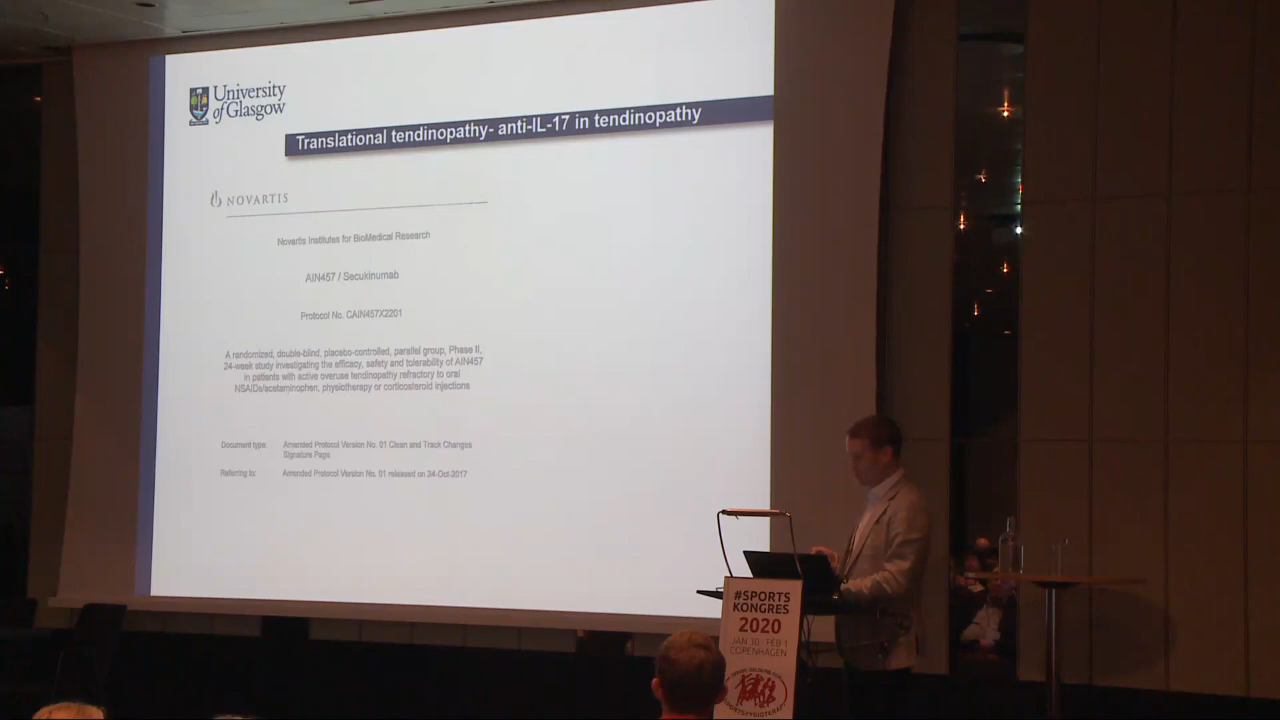 University
of Glasgow
Translational tendinopathy- anti-IL-17 in tendinopathy
NOVARTIS
Novartis Institutes for BioMedical Research
AIN457 / Secukinumab
Protocol No. CAIN457X2201
A randomized, double-blind, placebo-controlled, parallel group, Phase II,
24-week study investigating the efficacy, safety and tolerability of AIN457
in patients with active overuse tendinopathy refractory to oral
NSAIDs/acetaminophen, physiotherapy or corticosteroid injections
Document type: Amended Protocol Version No. 01 Clean and Track Changes
Signature Page
Referring to: Amended Protocol Version No. 01 released on 24-Oct-2017
#SPORTS
KONGRES
2020
JAN 30 - FEB 1
COPENHAGEN